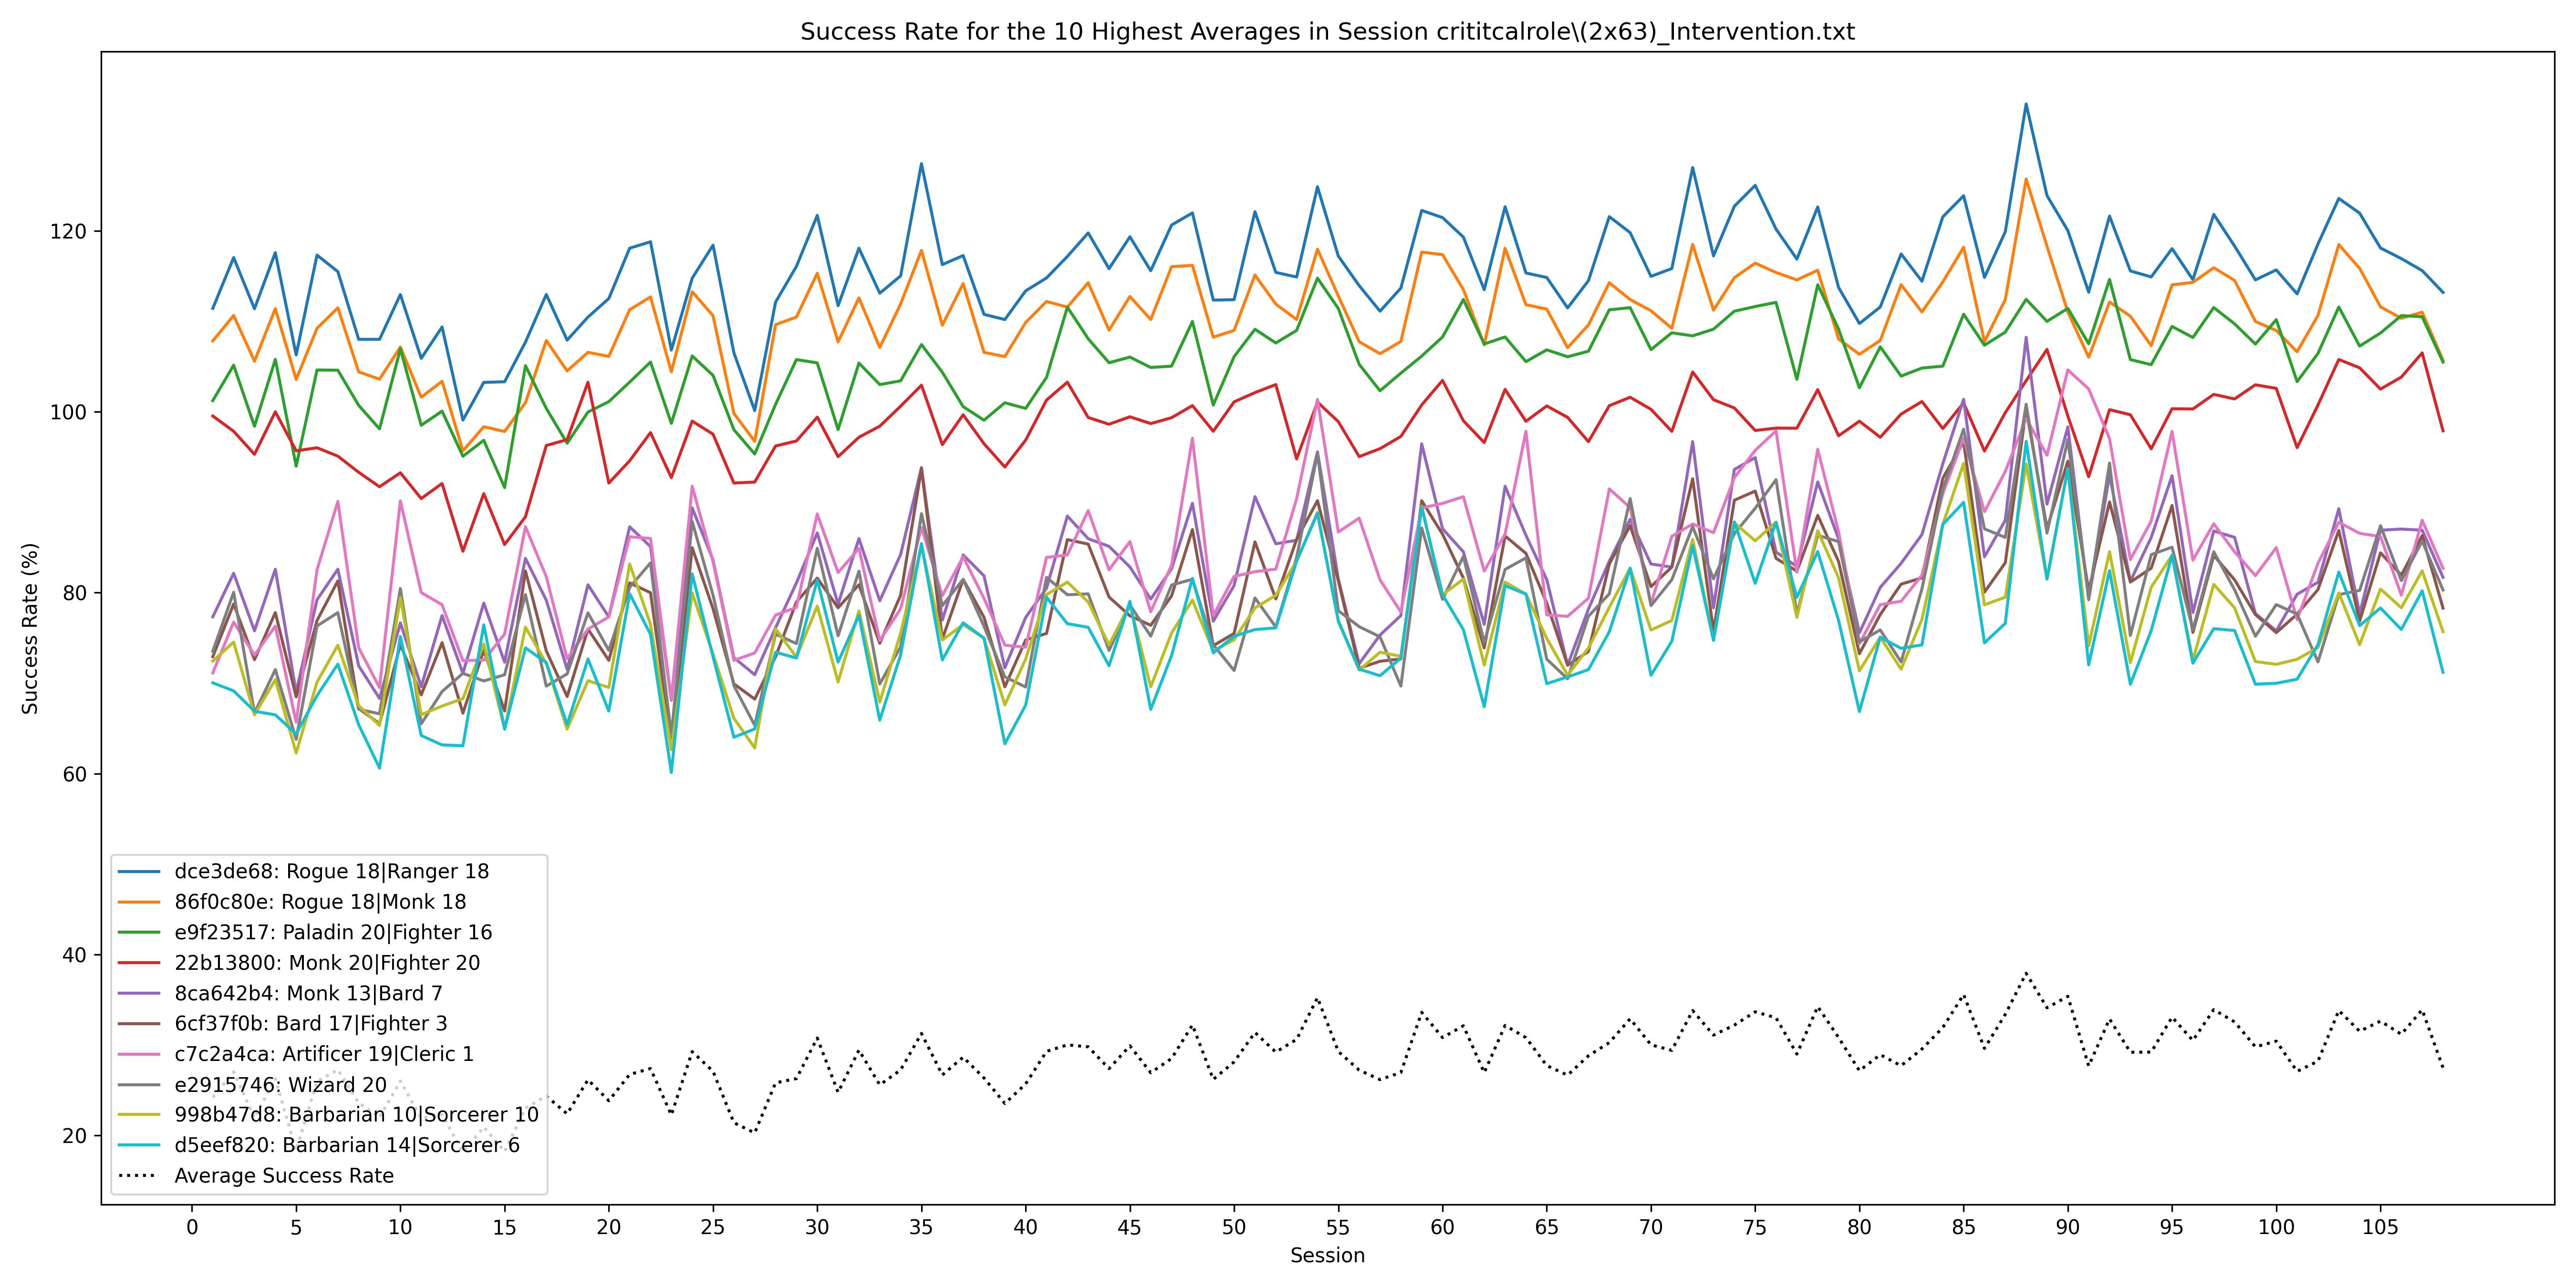 Success Rate for the 10 Highest Averages in Session crititcalrole\(2x63)_Intervention.txt
Success Rate (%)
120
100
80
60
40
20
dce3de68: Rogue 18|Ranger 18
86f0c80e: Rogue 18|Monk 18
e9f23517: Paladin 20|Fighter 16
22b13800: Monk 20|Fighter 20
8ca642b4: Monk 13|Bard 7
6cf37f0b: Bard 17|Fighter 3
c7c2a4ca: Artificer 19|Cleric 1
e2915746: Wizard 20
998b47d8: Barbarian 10|Sorcerer 10
d5eef820: Barbarian 14|Sorcerer 6
Average Success Rate
0 5 10 15 20 25 30 35 40 45 50 55 60 65 70 75 80 85 90 95 100 105
Session